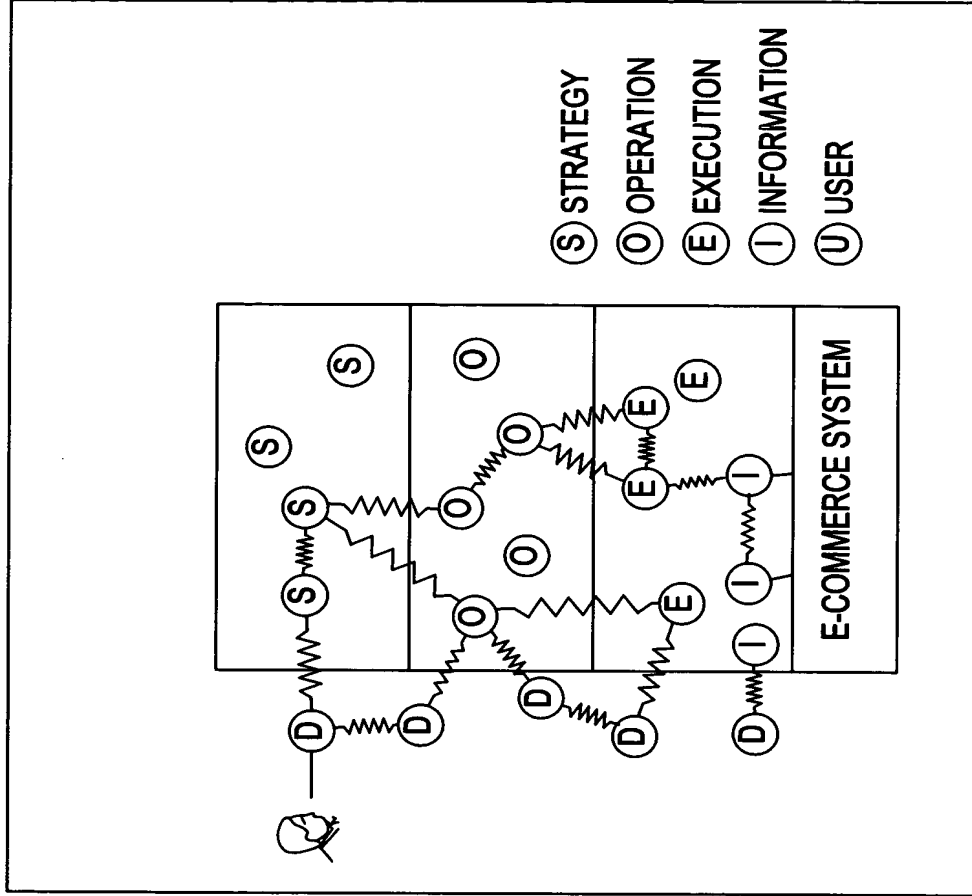 S
D S S
S
D O
O O
D O O
D E E
E E
D I I I
E-COMMERCE SYSTEM
S STRATEGY
O OPERATION
E EXECUTION
I INFORMATION
U USER